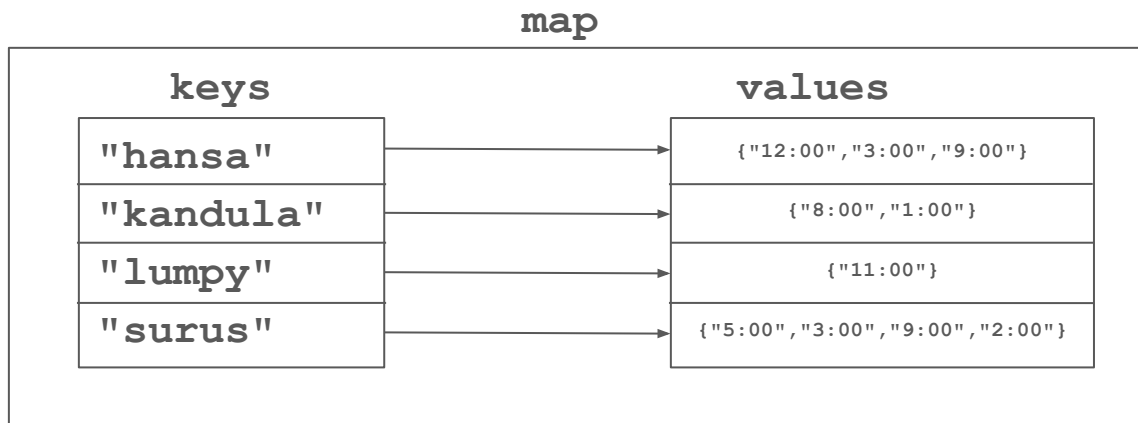 map
keys values
"hansa" {"12:00","3:00","9:00"}
"kandula" {"8:00","1:00"}
"lumpy" {"11:00"}
"surus" {"5:00","3:00","9:00","2:00"}